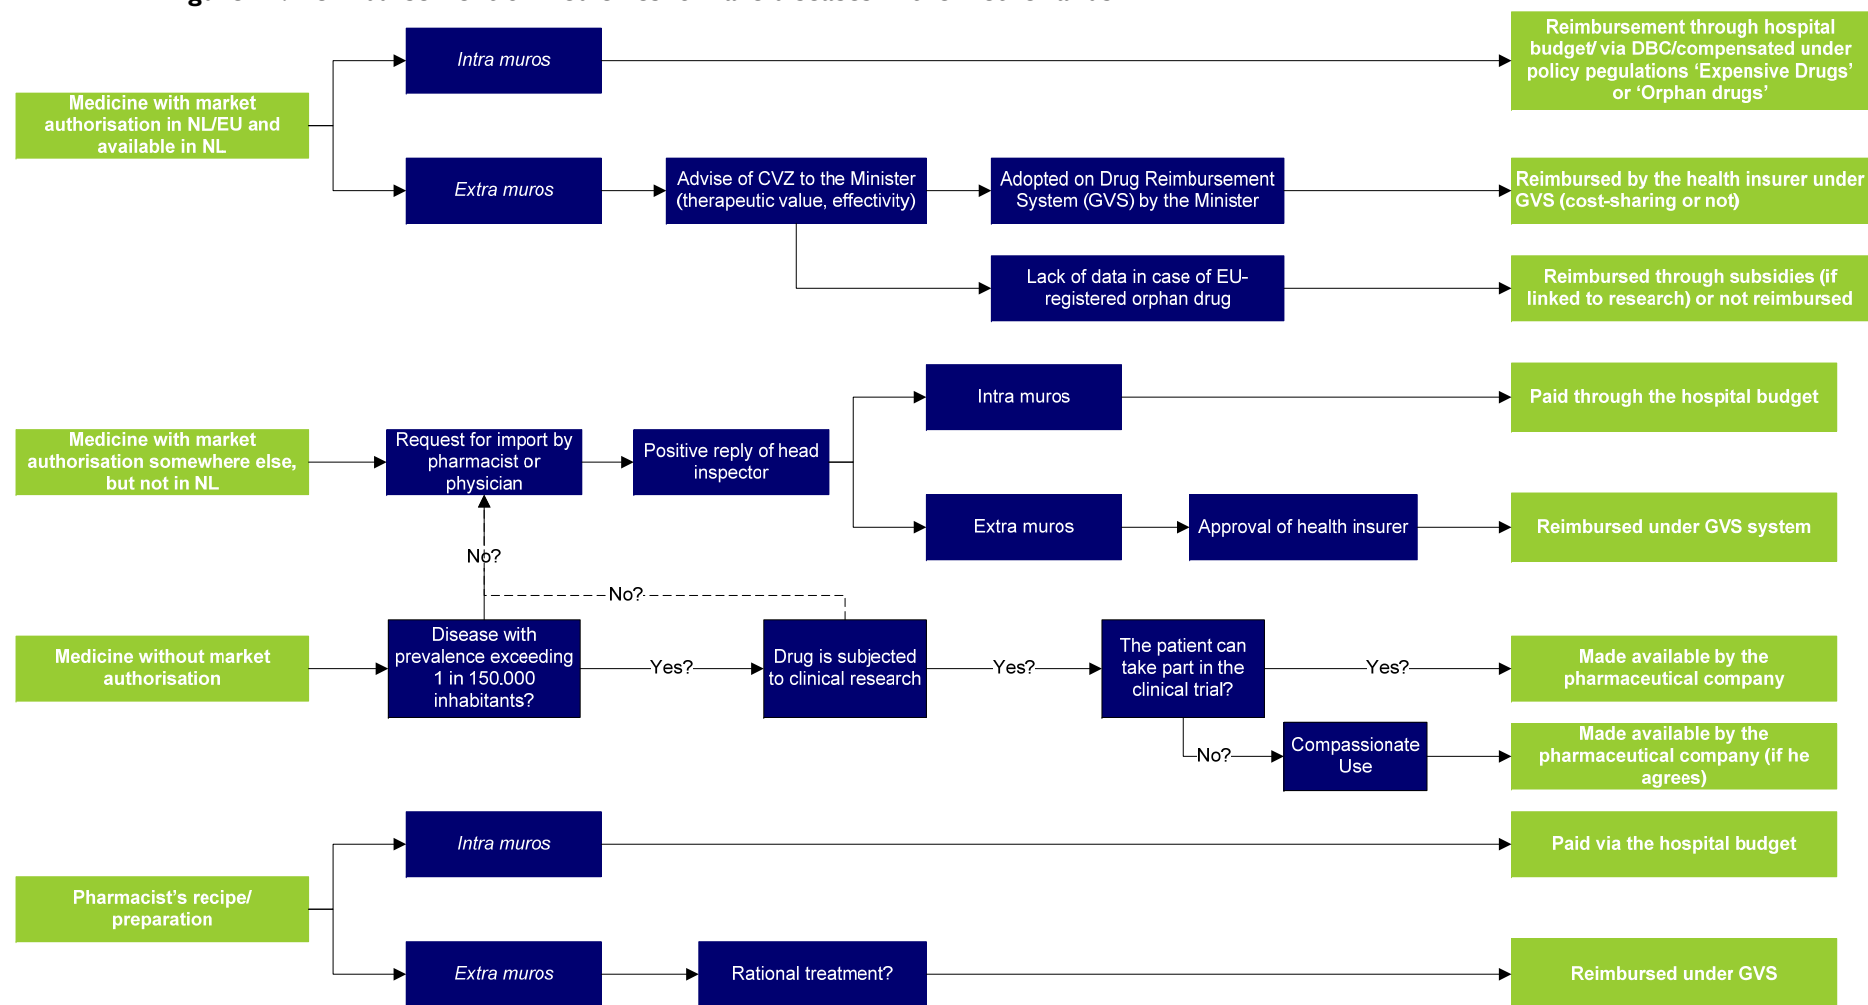 Intra muros
Reimbursement through hospital
budget/ via DBC/compensated under
policy pegulations ‘Expensive Drugs’
or ‘Orphan drugs’
Medicine with market
authorisation in NL/EU and
available in NL
Extra muros
Advise of CVZ to the Minister
(therapeutic value, effectivity)
Adopted on Drug Reimbursement
System (GVS) by the Minister
Reimbursed by the health insurer under
GVS (cost-sharing or not)
Lack of data in case of EU-
registered orphan drug
Reimbursed through subsidies (if
linked to research) or not reimbursed
Intra muros
Paid through the hospital budget
Medicine with market
authorisation somewhere else,
but not in NL
Request for import by
pharmacist or
physician
Positive reply of head
inspector
Extra muros
Approval of health insurer
Reimbursed under GVS system
No?
No?
Medicine without market
authorisation
Disease with
prevalence exceeding
1 in 150.000
inhabitants?
Yes?
Drug is subjected
to clinical research
Yes?
The patient can
take part in the
clinical trial?
Yes?
Made available by the
pharmaceutical company
No?
Compassionate
Use
Made available by the
pharmaceutical company (if he
agrees)
Intra muros
Paid via the hospital budget
Pharmacist’s recipe/
preparation
Extra muros
Rational treatment?
Reimbursed under GVS